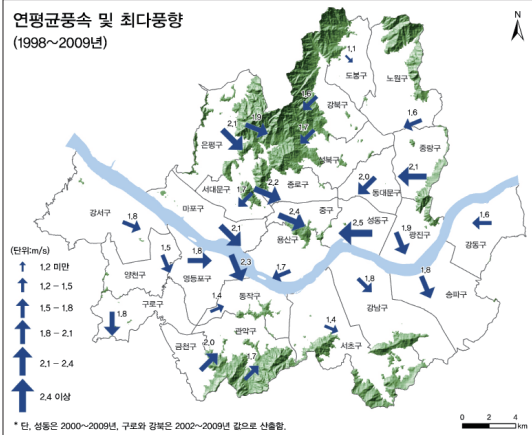 연평균풍속 및 최다풍향
(1998~2009년)
N
1.1
도봉구
노원구
1.5
강북구
1.9
2.1
1.7
1.6
은평구
중랑구
성북구
2.1
서대문구
1.7
2.2
종로구
2.0
동대문구
마포구
2.4
중구
강서구
1.8
2.1
용산구
2.5
성동구
1.9
광진구
1.6
강동구
(단위:m/s)
1.2 미만
1.2 - 1.5
1.5 - 1.8
1.8 - 2.1
2.1 - 2.4
2.4 이상
1.5
1.8
2.3
1.7
양천구
영등포구
1.8
1.8
송파구
구로구
1.4
동작구
강남구
1.8
1.4
금천구
2.0
관악구
1.7
서초구
* 단, 성동은 2000~2009년, 구로와 강북은 2002~2009년 값으로 산출함.
0 2 4
km